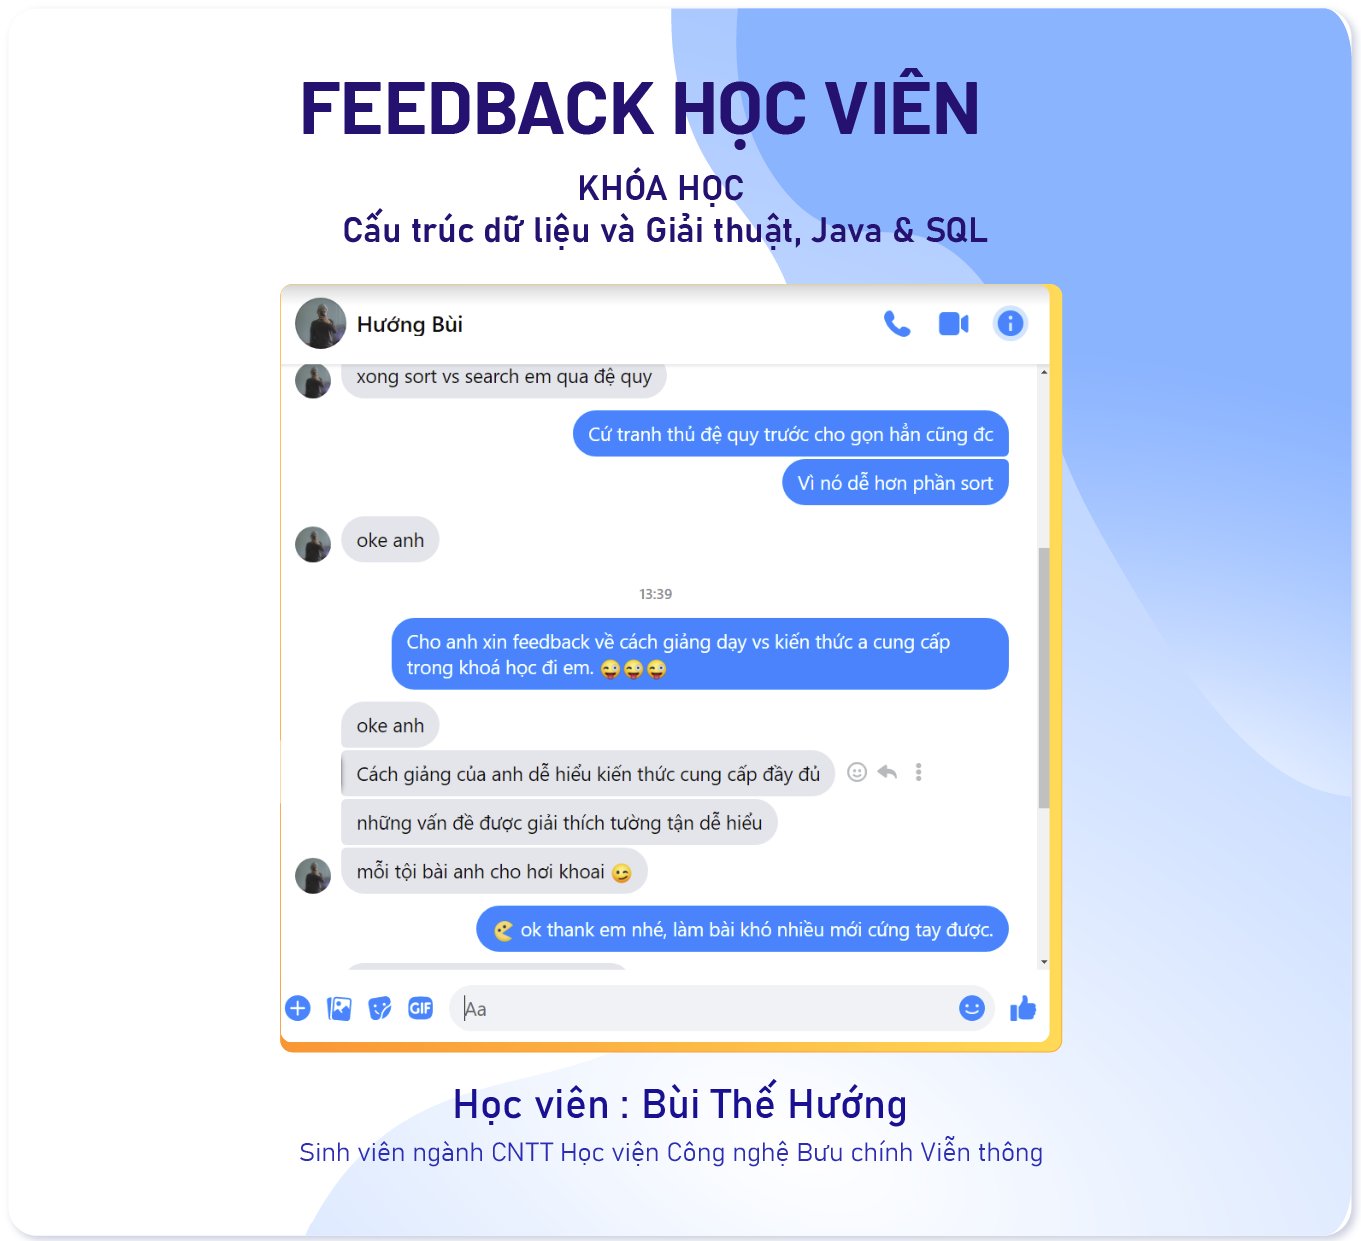 FEEDBACK HỌC VIÊN
KHÓA HỌC
Cấu trúc dữ liệu và Giải thuật, Java & SQL
Hướng Bùi
xong sort vs search em qua đệ quy
Cứ tranh thủ đệ quy trước cho gọn hẳn cũng đc
Vì nó dễ hơn phần sort
oke anh
13:39
Cho anh xin feedback về cách giảng dạy vs kiến thức a cung cấp
trong khoá học đi em. 😜😜😜
oke anh
Cách giảng của anh dễ hiểu kiến thức cung cấp đầy đủ
những vấn đề được giải thích tường tận dễ hiểu
mỗi tội bài anh cho hơi khoai 😉
ok thank em nhé, làm bài khó nhiều mới cứng tay được.
GIF
Aa
Học viên : Bùi Thế Hướng
Sinh viên ngành CNTT Học viện Công nghệ Bưu chính Viễn thông